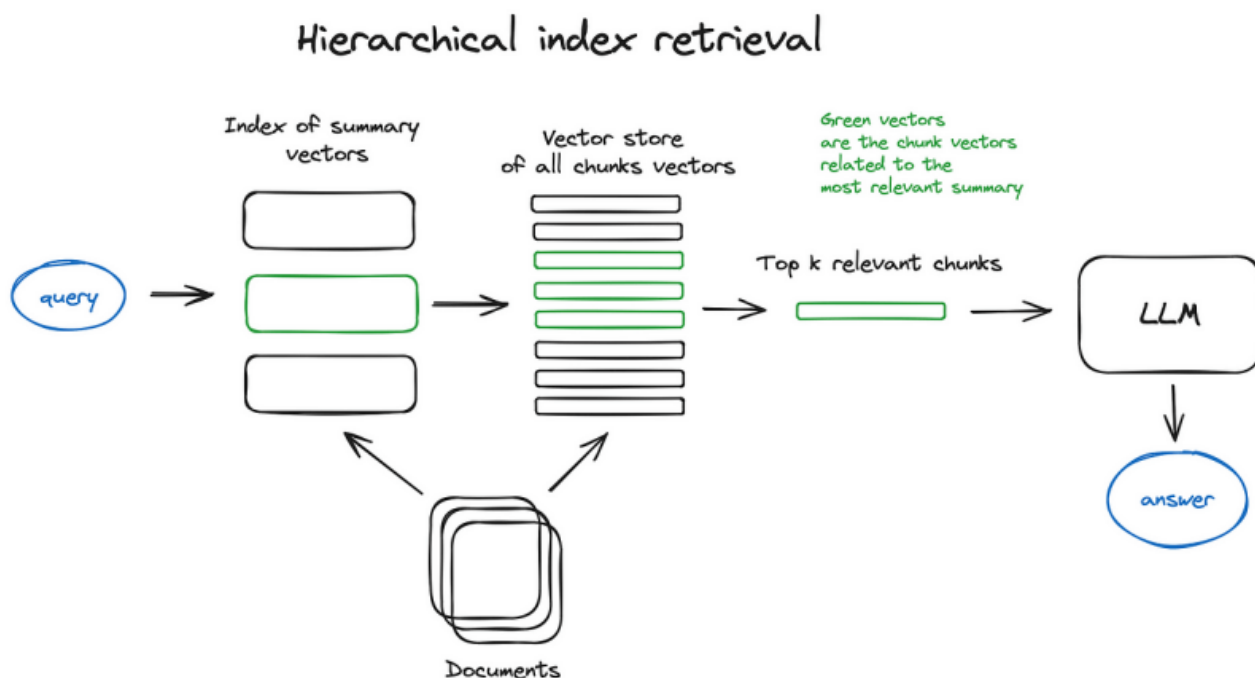 Hierarchical index retrieval
Index of summary
vectors
Vector store
of all chunks vectors
Green vectors
are the chunk vectors
related to the
most relevant summary
query
Top k relevant chunks
LLM
answer
Documents